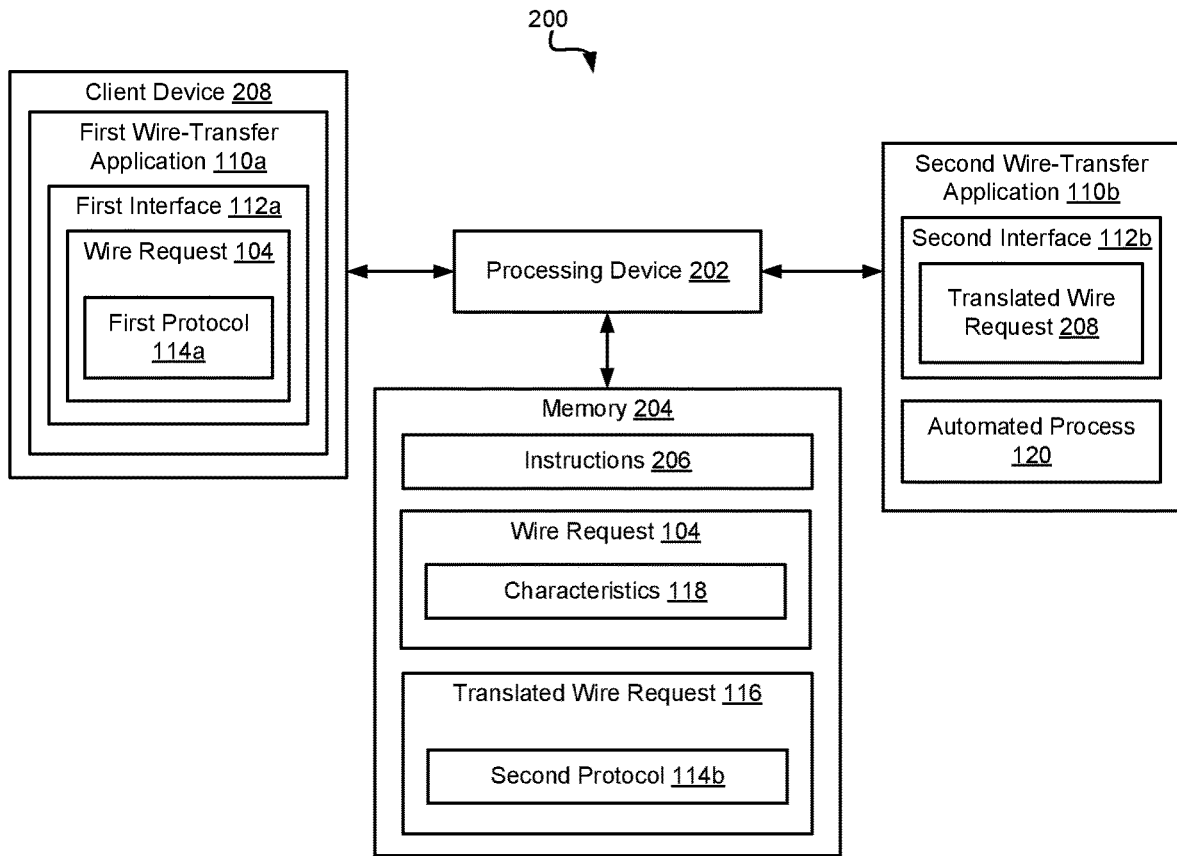 200
Client Device 208
First Wire-Transfer
Application 110a
First Interface 112a
Wire Request 104
First Protocol
114a
Processing Device 202
Second Wire-Transfer
Application 110b
Second Interface 112b
Translated Wire
Request 208
Automated Process
120
Memory 204
Instructions 206
Wire Request 104
Characteristics 118
Translated Wire Request 116
Second Protocol 114b